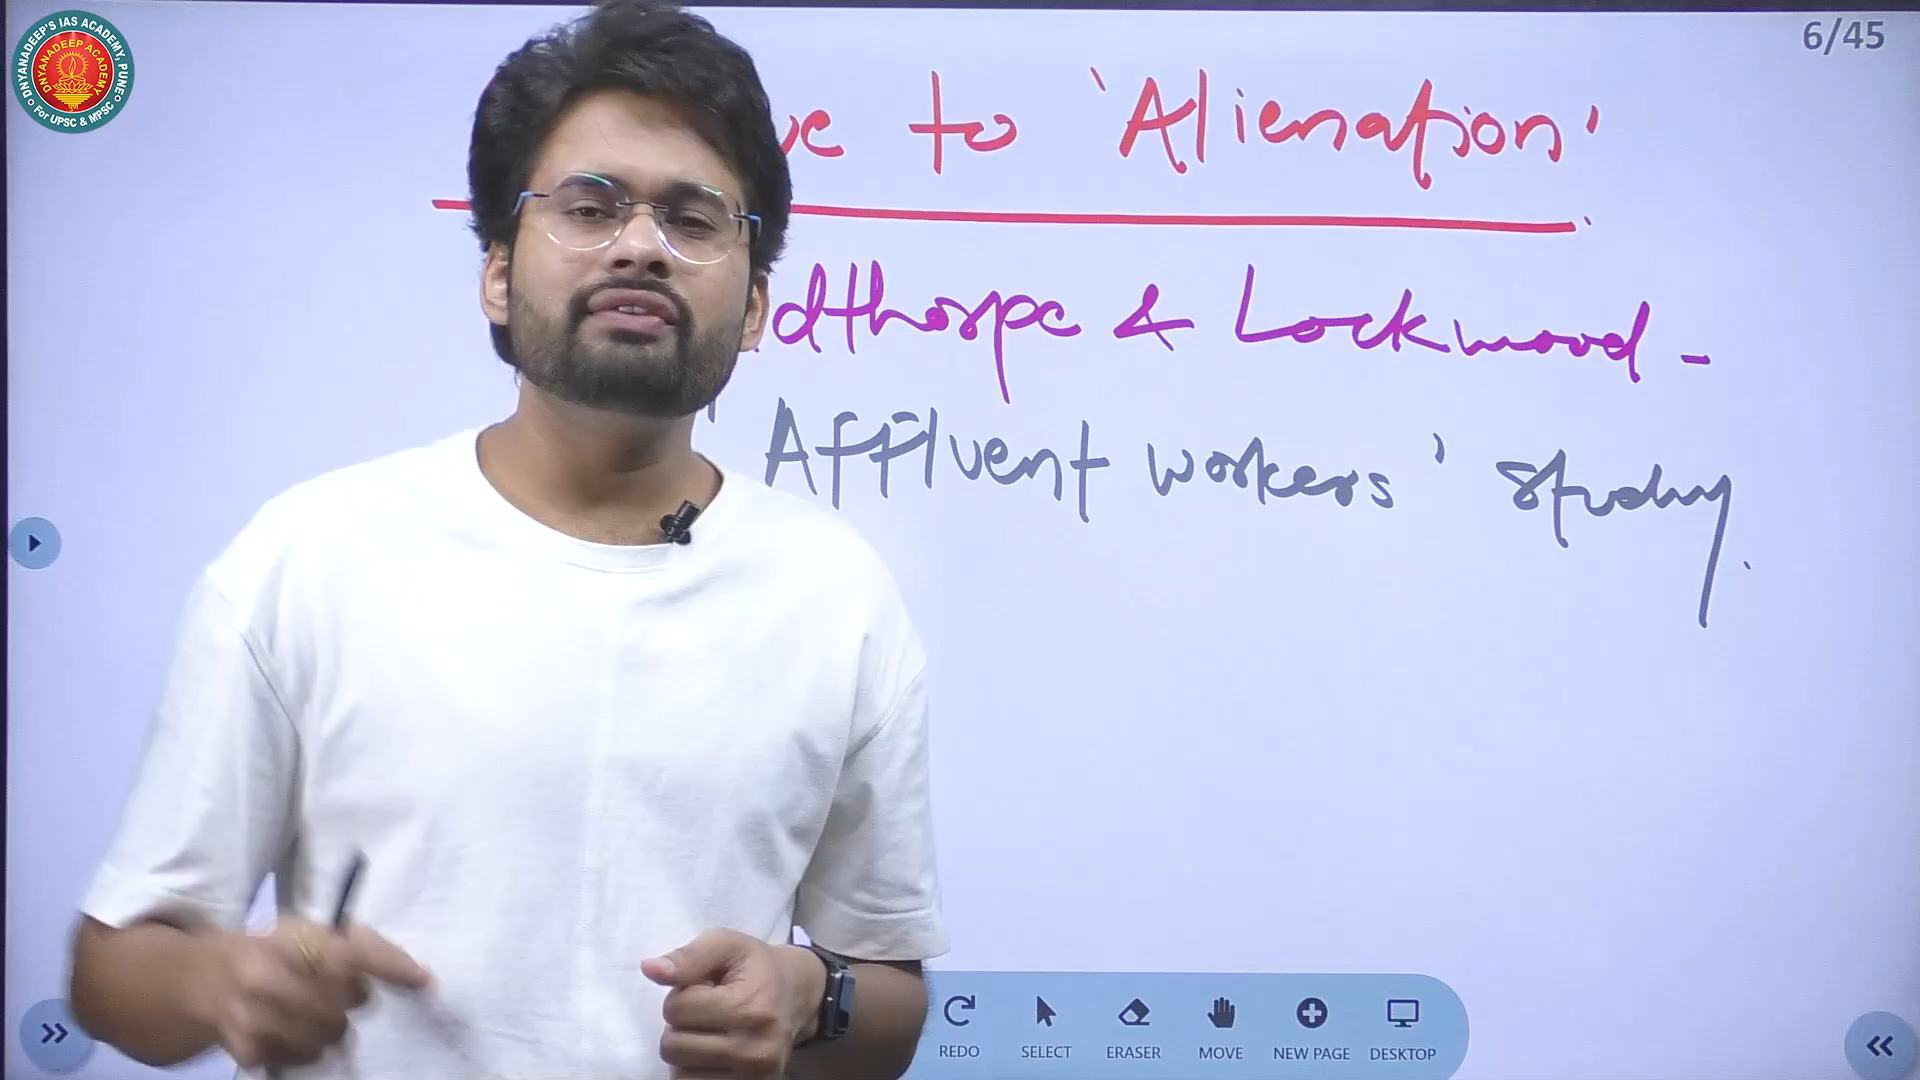 DNYANADEEP'S IAS ACADEMY, PUNE
DNYANADEEP ACADEMY
For UPSC & MPSC
6/45
to 'Alienation'
dthorpe & Lockwood -
' Affluent workers' study.
REDO SELECT ERASER MOVE NEW PAGE DESKTOP